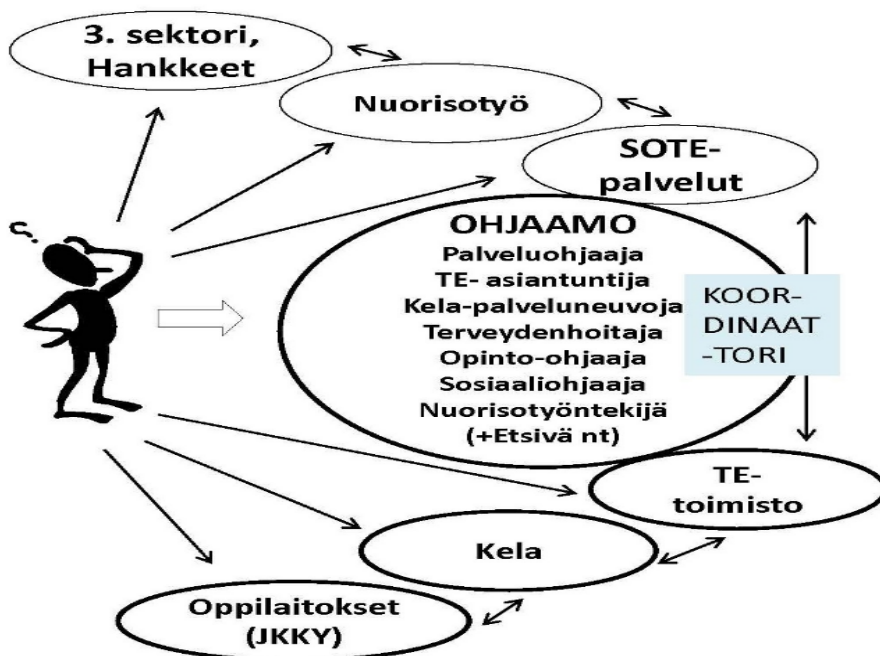 3. sektori,
Hankkeet
Nuorisotyö
SOTE-
palvelut
OHJAAMO
Palveluohjaaja
TE- asiantuntija
Kela-palveluneuvoja
Terveydenhoitaja
Opinto-ohjaaja
Sosiaaliohjaaja
Nuorisotyöntekijä
(+Etsivä nt)
KOOR-
DINAAT
-TORI
TE-
toimisto
Kela
Oppilaitokset
(JKKY)